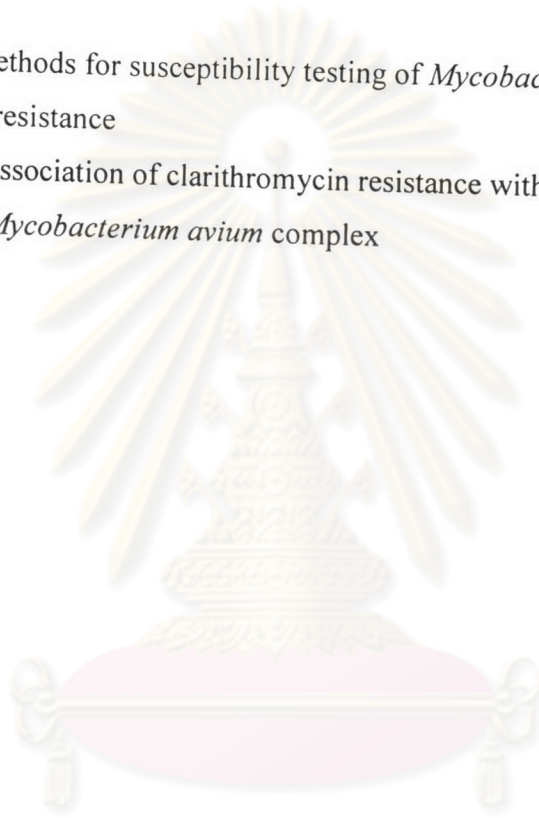 ethods for susceptibility testing of Mycobac
resistance
ssociation of clarithromycin resistance with
Mycobacterium avium complex